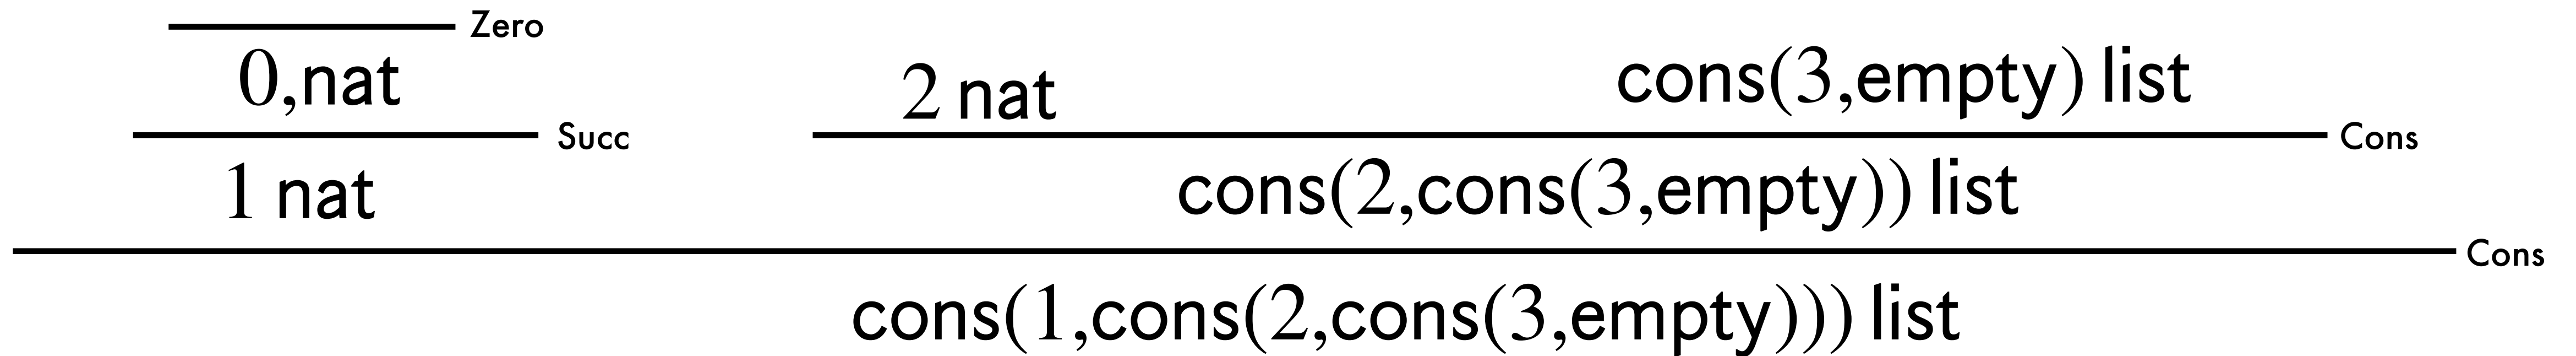 Zero
0,nat
2 nat cons(3,empty) list
Succ Cons
1 nat cons(2,cons(3,empty)) list
Cons
cons(1,cons(2,cons(3,empty))) list